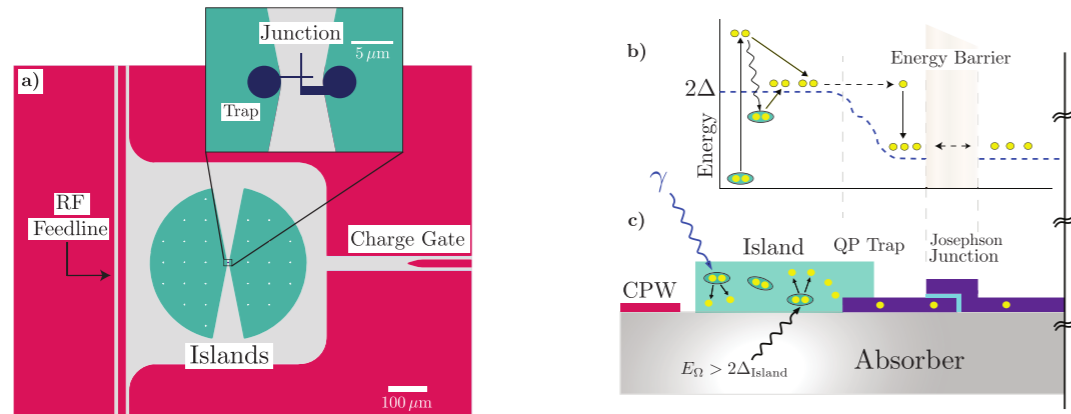 a)
Junction
5 μm
Trap
RF
Feedline
Charge Gate
Islands
100 μm
b)
Energy Barrier
2Δ
Energy
c)
γ
Island
QP Trap
Josephson
Junction
CPW
E_Ω > 2Δ_Island
Absorber